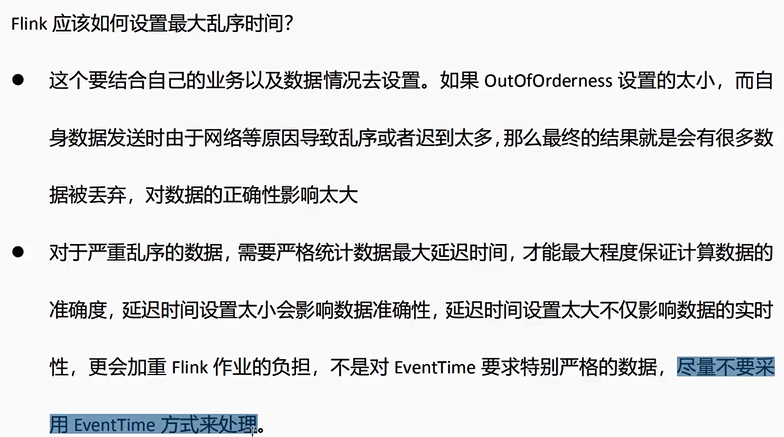 Flink 应该如何设置最大乱序时间？
● 这个要结合自己的业务以及数据情况去设置。如果 OutOfOrderness 设置的太小，而自
身数据发送时由于网络等原因导致乱序或者迟到太多，那么最终的结果就是会有很多数
据被丢弃，对数据的正确性影响太大
● 对于严重乱序的数据，需要严格统计数据最大延迟时间，才能最大程度保证计算数据的
准确度，延迟时间设置太小会影响数据准确性，延迟时间设置太大不仅影响数据的实时
性，更会加重 Flink 作业的负担，不是对 EventTime 要求特别严格的数据，尽量不要采
用 EventTime 方式来处理。